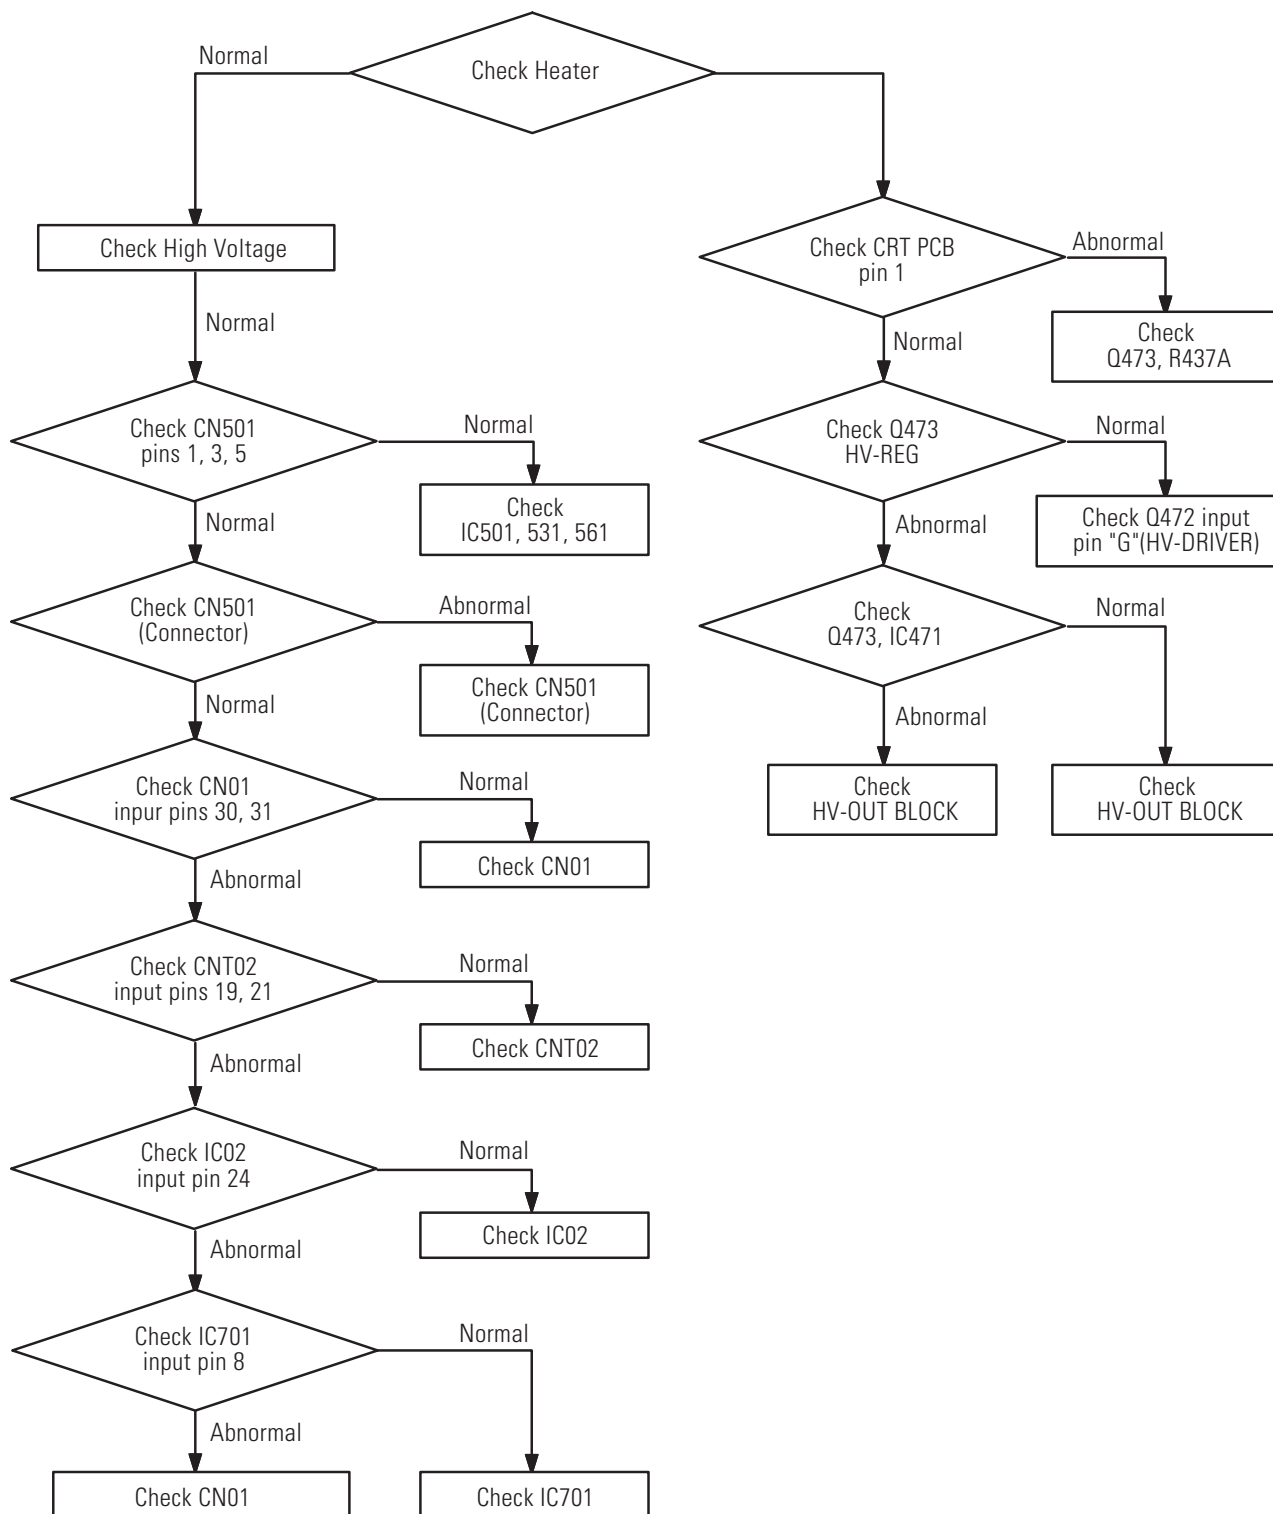 Check Heater
Normal
Check High Voltage
Normal
Check CN501
pins 1, 3, 5
Normal
Check
IC501, 531, 561
Normal
Check CN501
(Connector)
Abnormal
Check CN501
(Connector)
Normal
Check CN01
inpur pins 30, 31
Normal
Check CN01
Abnormal
Check CNT02
input pins 19, 21
Normal
Check CNT02
Abnormal
Check IC02
input pin 24
Normal
Check IC02
Abnormal
Check IC701
input pin 8
Normal
Check IC701
Abnormal
Check CN01
Check CRT PCB
pin 1
Abnormal
Check
Q473, R437A
Normal
Check Q473
HV-REG
Normal
Check Q472 input
pin "G"(HV-DRIVER)
Abnormal
Check
Q473, IC471
Normal
Check
HV-OUT BLOCK
Abnormal
Check
HV-OUT BLOCK